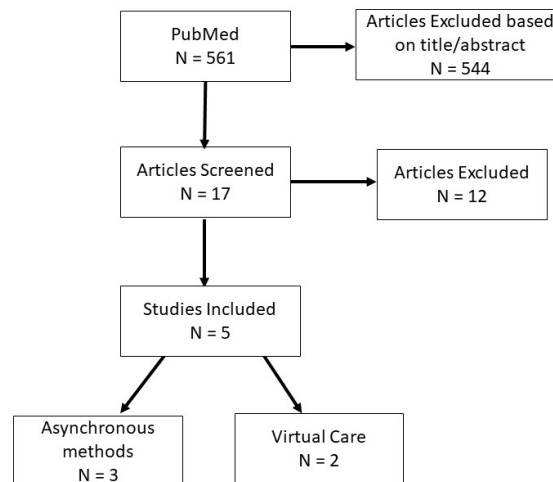 PubMed
N = 561
Articles Excluded based
on title/abstract
N = 544
Articles Screened
N = 17
Articles Excluded
N = 12
Studies Included
N = 5
Asynchronous
methods
N = 3
Virtual Care
N = 2